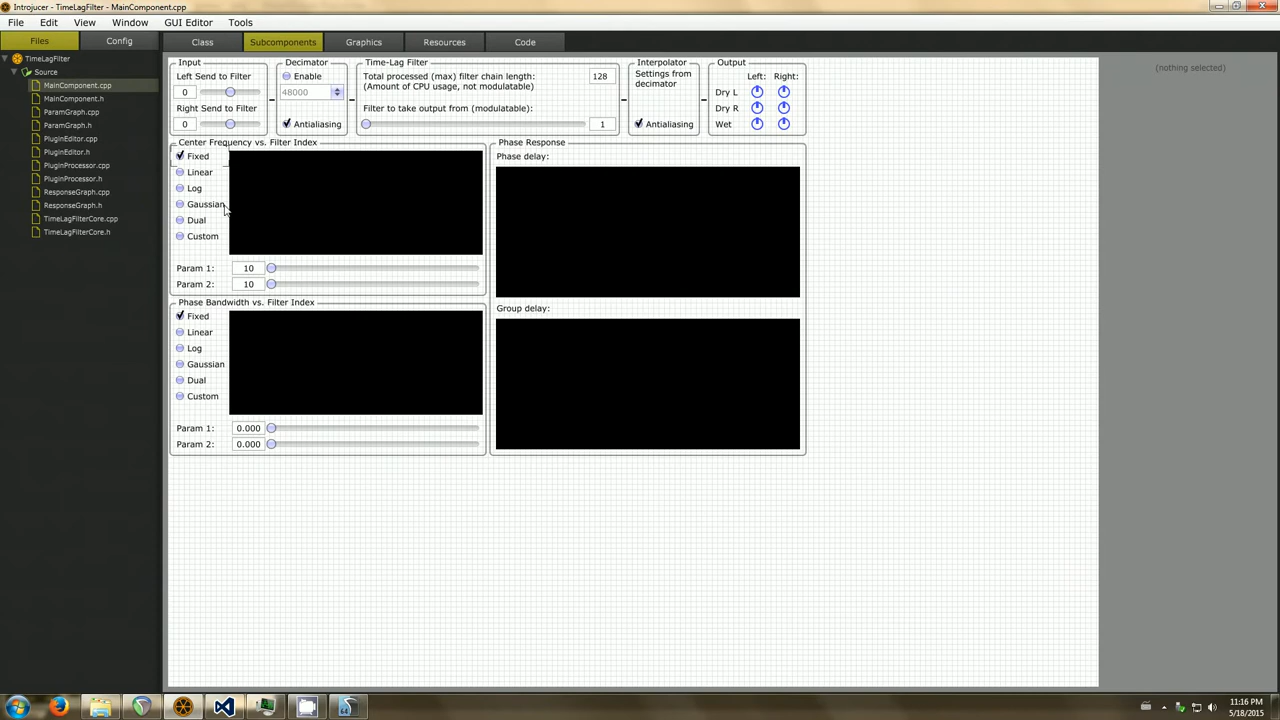 Introjucer - TimeLagFilter - MainComponent.cpp
File Edit View Window GUI Editor Tools
Files Config Class Subcomponents Graphics Resources Code
TimeLagFilter
Source
MainComponent.cpp
MainComponent.h
ParamGraph.cpp
ParamGraph.h
PluginEditor.cpp
PluginEditor.h
PluginProcessor.cpp
PluginProcessor.h
ResponseGraph.cpp
ResponseGraph.h
TimeLagFilterCore.cpp
TimeLagFilterCore.h
Input
Left Send to Filter
0
Right Send to Filter
0
Decimator
Enable
48000
Antialiasing
Time-Lag Filter
Total processed (max) filter chain length: 128
(Amount of CPU usage, not modulatable)
Filter to take output from (modulatable):
1
Interpolator
Settings from
decimator
Antialiasing
Output
Left: Right:
Dry L
Dry R
Wet
Center Frequency vs. Filter Index
Fixed
Linear
Log
Gaussian
Dual
Custom
Param 1: 10
Param 2: 10
Phase Bandwidth vs. Filter Index
Fixed
Linear
Log
Gaussian
Dual
Custom
Param 1: 0.000
Param 2: 0.000
Phase Response
Phase delay:
Group delay:
(nothing selected)
11:16 PM
5/18/2015